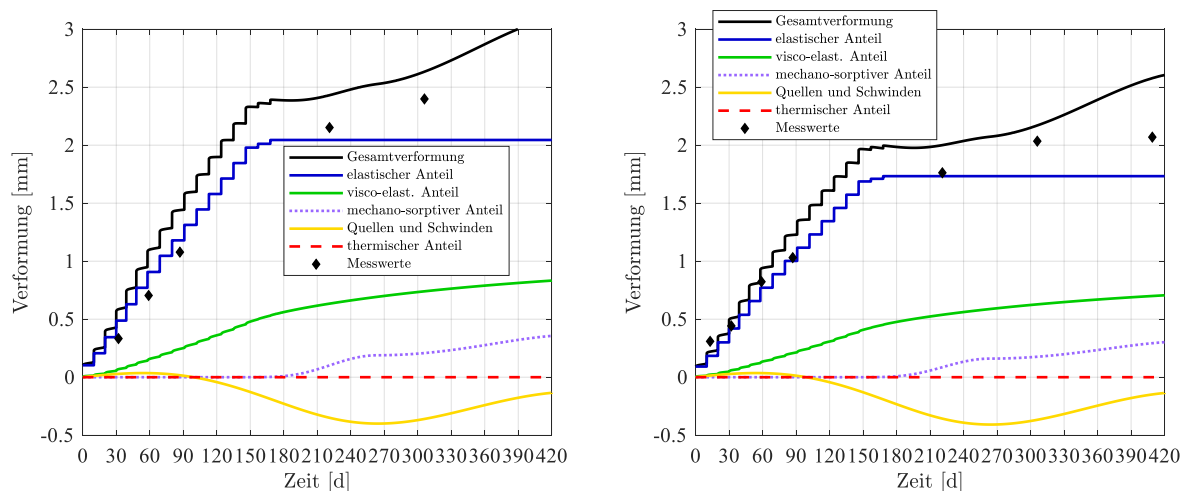 3
2.5
2
1.5
1
0.5
0
-0.5
Verformung [mm]
Gesamtverformung
elastischer Anteil
visco-elast. Anteil
mechano-sorptiver Anteil
Quellen und Schwinden
thermischer Anteil
Messwerte
0 30 60 90 120 150 180 210 240 270 300 330 360 390 420
Zeit [d]
3
2.5
2
1.5
1
0.5
0
-0.5
Verformung [mm]
Gesamtverformung
elastischer Anteil
visco-elast. Anteil
mechano-sorptiver Anteil
Quellen und Schwinden
thermischer Anteil
Messwerte
0 30 60 90 120 150 180 210 240 270 300 330 360 390 420
Zeit [d]